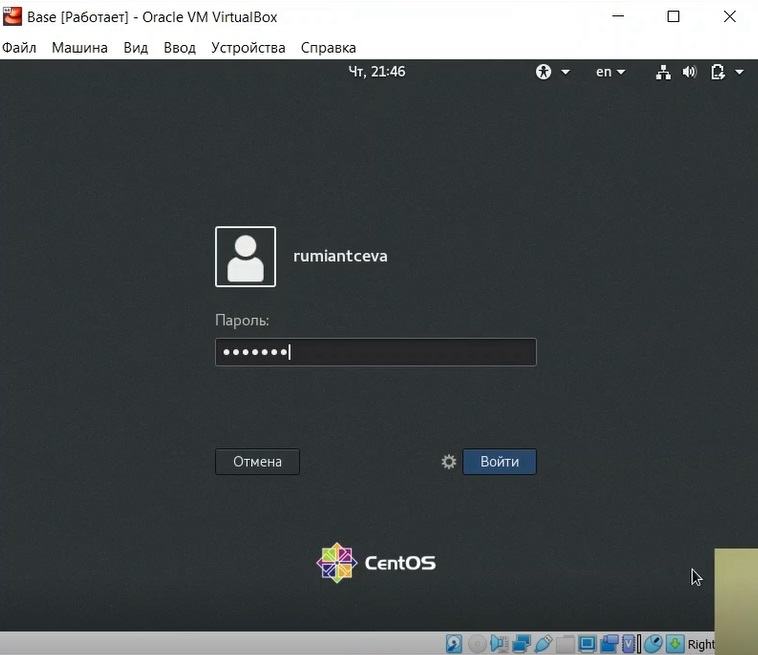 Base [Работает] - Oracle VM VirtualBox
Файл Машина Вид Ввод Устройства Справка
Чт, 21:46 en
rumiantceva
Пароль:
Отмена Войти
CentOS
Right